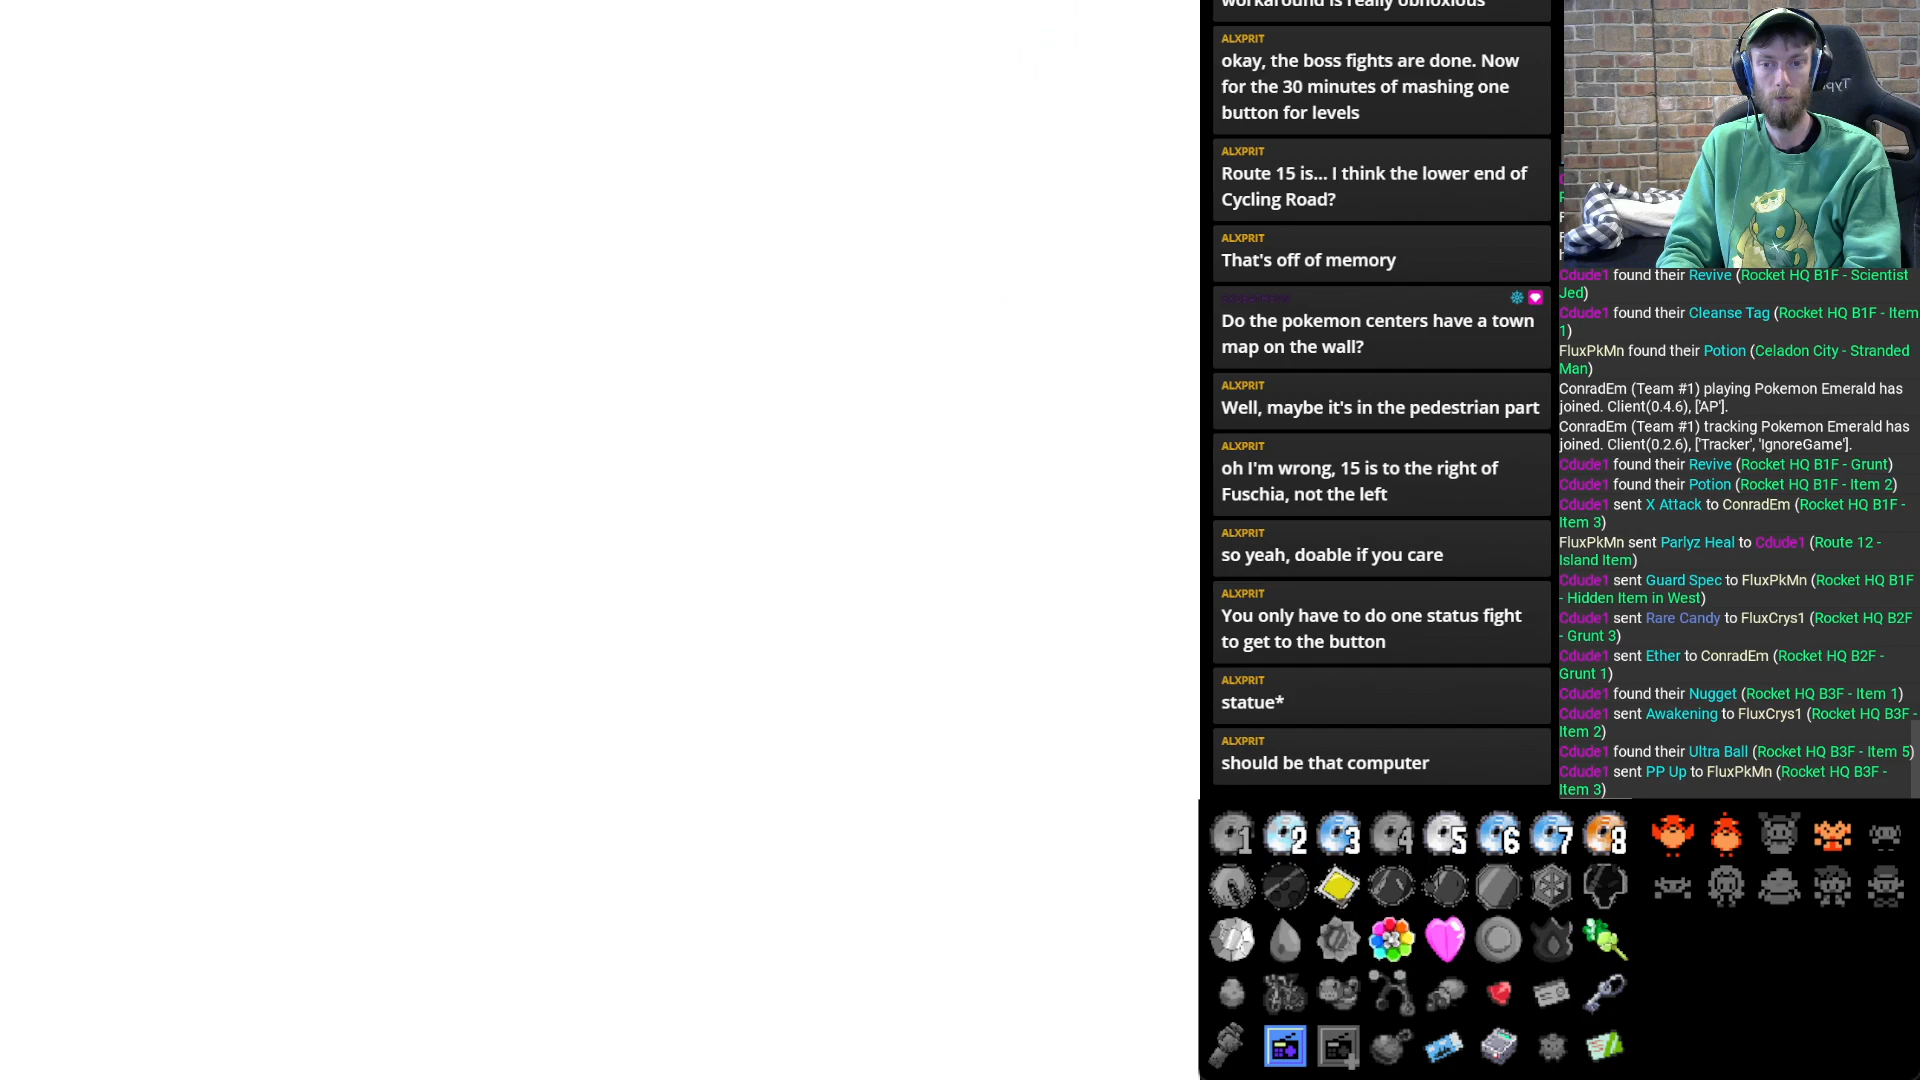 workaround is really obnoxious
ALXPRIT
okay, the boss fights are done. Now
for the 30 minutes of mashing one
button for levels
ALXPRIT
Route 15 is... I think the lower end of
Cycling Road?
ALXPRIT
That's off of memory
Do the pokemon centers have a town
map on the wall?
ALXPRIT
Well, maybe it's in the pedestrian part
ALXPRIT
oh I'm wrong, 15 is to the right of
Fuschia, not the left
ALXPRIT
so yeah, doable if you care
ALXPRIT
You only have to do one status fight
to get to the button
ALXPRIT
statue*
ALXPRIT
should be that computer
Cdude1 found their Revive (Rocket HQ B1F - Scientist
Jed)
Cdude1 found their Cleanse Tag (Rocket HQ B1F - Item
1)
FluxPkMn found their Potion (Celadon City - Stranded
Man)
ConradEm (Team #1) playing Pokemon Emerald has
joined. Client(0.4.6), ['AP'].
ConradEm (Team #1) tracking Pokemon Emerald has
joined. Client(0.2.6), ['Tracker', 'IgnoreGame'].
Cdude1 found their Revive (Rocket HQ B1F - Grunt)
Cdude1 found their Potion (Rocket HQ B1F - Item 2)
Cdude1 sent X Attack to ConradEm (Rocket HQ B1F -
Item 3)
FluxPkMn sent Parlyz Heal to Cdude1 (Route 12 -
Island Item)
Cdude1 sent Guard Spec to FluxPkMn (Rocket HQ B1F
- Hidden Item in West)
Cdude1 sent Rare Candy to FluxCrys1 (Rocket HQ B2F
- Grunt 3)
Cdude1 sent Ether to ConradEm (Rocket HQ B2F -
Grunt 1)
Cdude1 found their Nugget (Rocket HQ B3F - Item 1)
Cdude1 sent Awakening to FluxCrys1 (Rocket HQ B3F -
Item 2)
Cdude1 found their Ultra Ball (Rocket HQ B3F - Item 5)
Cdude1 sent PP Up to FluxPkMn (Rocket HQ B3F -
Item 3)
1 2 3 4 5 6 7 8